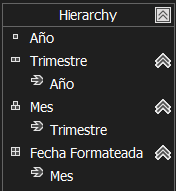 Hierarchy
Año
Trimestre
Año
Mes
Trimestre
Fecha Formateada
Mes